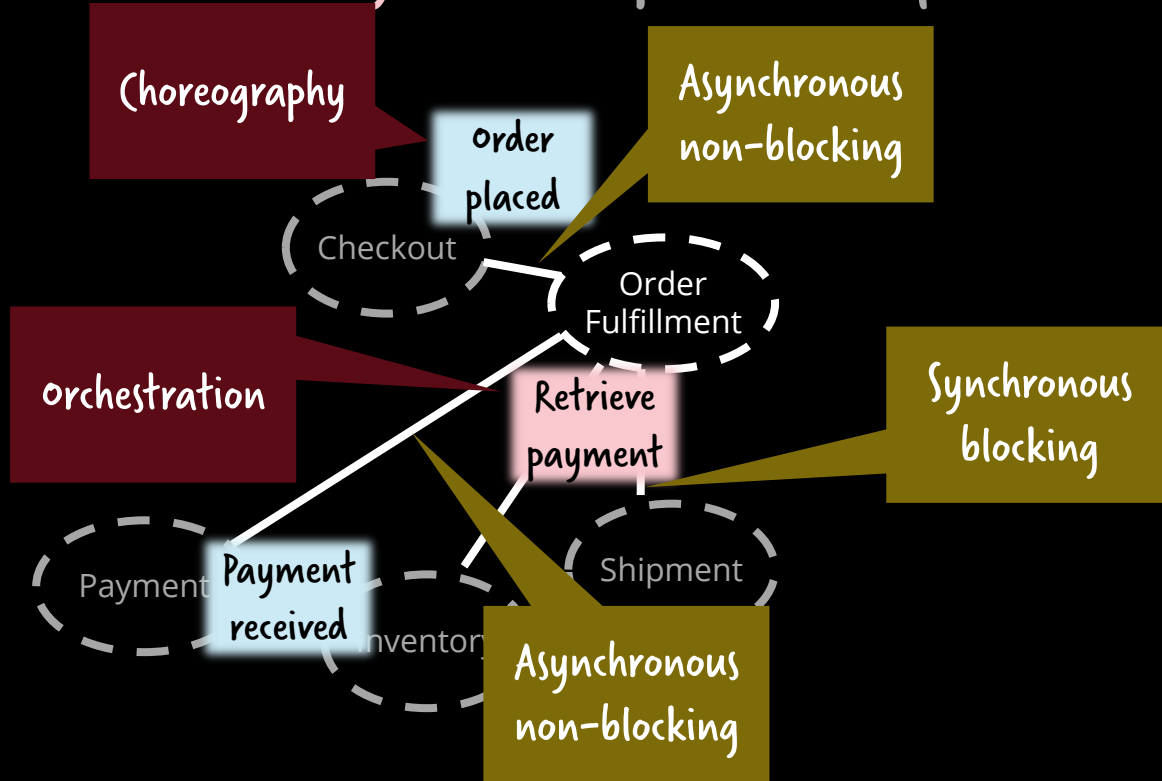 Choreography
Asynchronous
non-blocking
Order
placed
Checkout
Order
Fulfillment
Orchestration
Retrieve
payment
Synchronous
blocking
Payment
Payment
received
Inventory
Shipment
Asynchronous
non-blocking